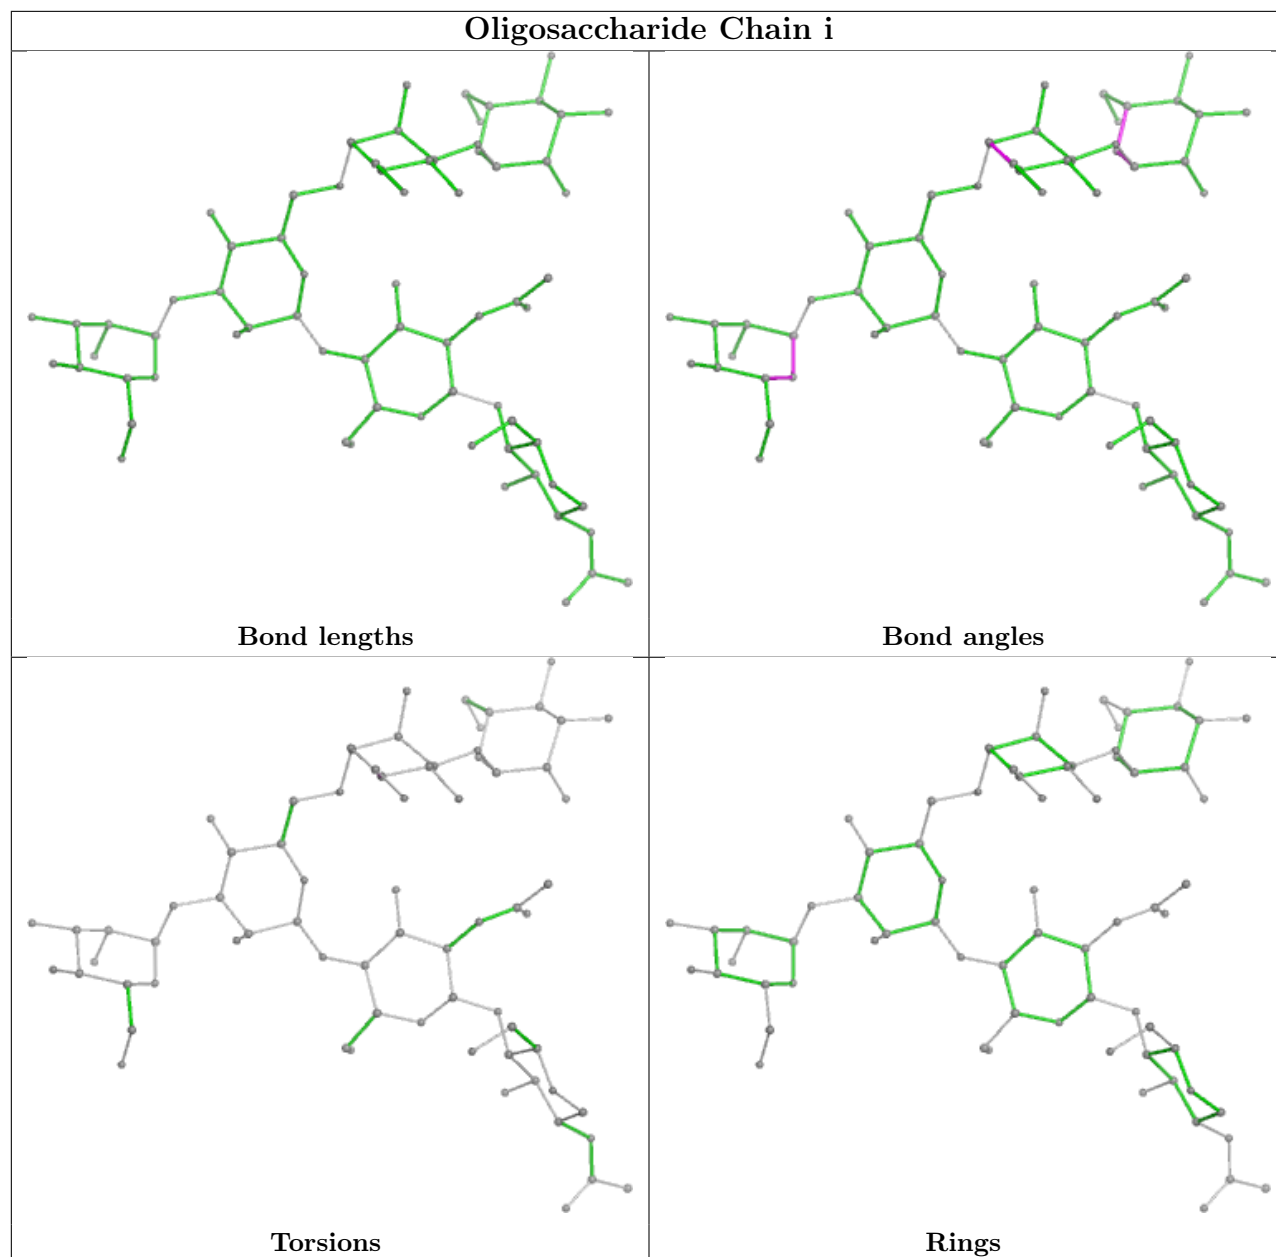 Oligosaccharide Chain i
Bond lengths
Bond angles
Torsions
Rings